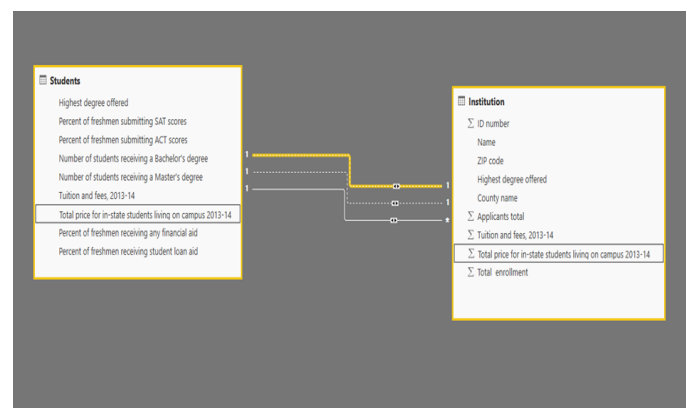 Students
Highest degree offered
Percent of freshmen submitting SAT scores
Percent of freshmen submitting ACT scores
Number of students receiving a Bachelor's degree
Number of students receiving a Master's degree
Tuition and fees, 2013-14
Total price for in-state students living on campus 2013-14
Percent of freshmen receiving any financial aid
Percent of freshmen receiving student loan aid
1
1
1
1
1
*
Institution
∑ ID number
Name
ZIP code
Highest degree offered
County name
∑ Applicants total
∑ Tuition and fees, 2013-14
∑ Total price for in-state students living on campus 2013-14
∑ Total enrollment